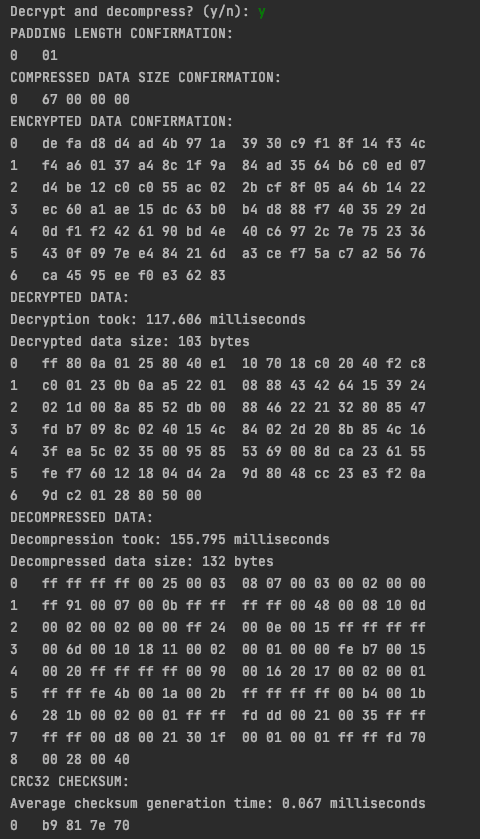 Decrypt and decompress? (y/n): y
PADDING LENGTH CONFIRMATION:
0 01
COMPRESSED DATA SIZE CONFIRMATION:
0 67 00 00 00
ENCRYPTED DATA CONFIRMATION:
0 de fa d8 d4 ad 4b 97 1a 39 30 c9 f1 8f 14 f3 4c
1 f4 a6 01 37 a4 8c 1f 9a 84 ad 35 64 b6 c0 ed 07
2 d4 be 12 c0 c0 55 ac 02 2b cf 8f 05 a4 6b 14 22
3 ec 60 a1 ae 15 dc 63 b0 b4 d8 88 f7 40 35 29 2d
4 0d f1 f2 42 61 90 bd 4e 40 c6 97 2c 7e 75 23 36
5 43 0f 09 7e e4 84 21 6d a3 ce f7 5a c7 a2 56 76
6 ca 45 95 ee f0 e3 62 83
DECRYPTED DATA:
Decryption took: 117.606 milliseconds
Decrypted data size: 103 bytes
0 ff 80 0a 01 25 80 40 e1 10 70 18 c0 20 40 f2 c8
1 c0 01 23 0b 0a a5 22 01 08 88 43 42 64 15 39 24
2 02 1d 00 8a 85 52 db 00 88 46 22 21 32 80 85 47
3 fd b7 09 8c 02 40 15 4c 84 02 2d 20 8b 85 4c 16
4 3f ea 5c 02 35 00 95 85 53 69 00 8d ca 23 61 55
5 fe f7 60 12 18 04 d4 2a 9d 80 48 cc 23 e3 f2 0a
6 9d c2 01 28 80 50 00
DECOMPRESSED DATA:
Decompression took: 155.795 milliseconds
Decompressed data size: 132 bytes
0 ff ff ff ff 00 25 00 03 08 07 00 03 00 02 00 00
1 ff 91 00 07 00 0b ff ff ff ff 00 48 00 08 10 0d
2 00 02 00 02 00 00 ff 24 00 0e 00 15 ff ff ff ff
3 00 6d 00 10 18 11 00 02 00 01 00 00 fe b7 00 15
4 00 20 ff ff ff ff 00 90 00 16 20 17 00 02 00 01
5 ff ff fe 4b 00 1a 00 2b ff ff ff ff 00 b4 00 1b
6 28 1b 00 02 00 01 ff ff fd dd 00 21 00 35 ff ff
7 ff ff 00 d8 00 21 30 1f 00 01 00 01 ff ff fd 70
8 00 28 00 40
CRC32 CHECKSUM:
Average checksum generation time: 0.067 milliseconds
0 b9 81 7e 70